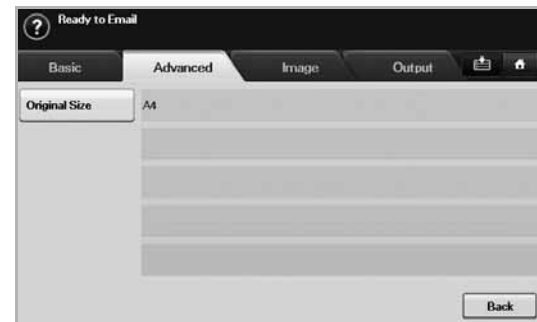 ? Ready to Email
Basic Advanced Image Output
Original Size A4
Back